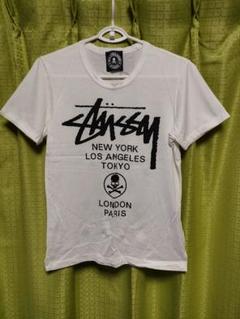 STÜSSY
NEW YORK
LOS ANGELES
TOKYO
LONDON
PARIS